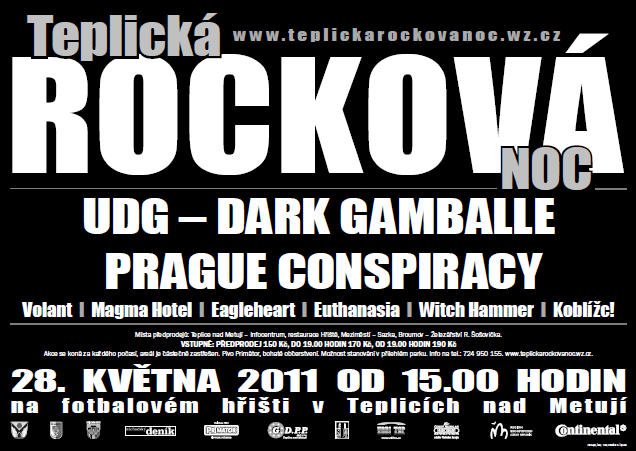 Teplická
www.teplickarockovanoc.wz.cz
ROCKOVÁ
NOC
UDG – DARK GAMBALLE
PRAGUE CONSPIRACY
Volant | Magma Hotel | Eagleheart | Euthanasia | Witch Hammer | Koblížc!
Místa předprodejů: Teplice nad Metují – Infocentrum, restaurace Hřiště, Meziměstí – Sazka, Broumov – Železářství R. Šošovička.
VSTUPNÉ: PŘEDPRODEJ 150 Kč, DO 19.00 HODIN 170 Kč, OD 19.00 HODIN 190 Kč
Akce se koná za každého počasí, areál je částečně zastřešen. Pivo Primátor, bohaté občerstvení. Možnost stanování v přilehlém parku. Info na tel.: 724 950 155. www.teplickarockovanoc.wz.cz.
28. KVĚTNA 2011 OD 15.00 HODIN
na fotbalovém hřišti v Teplicích nad Metují
deník
PRIMÁTOR
D.P.P.
Continental